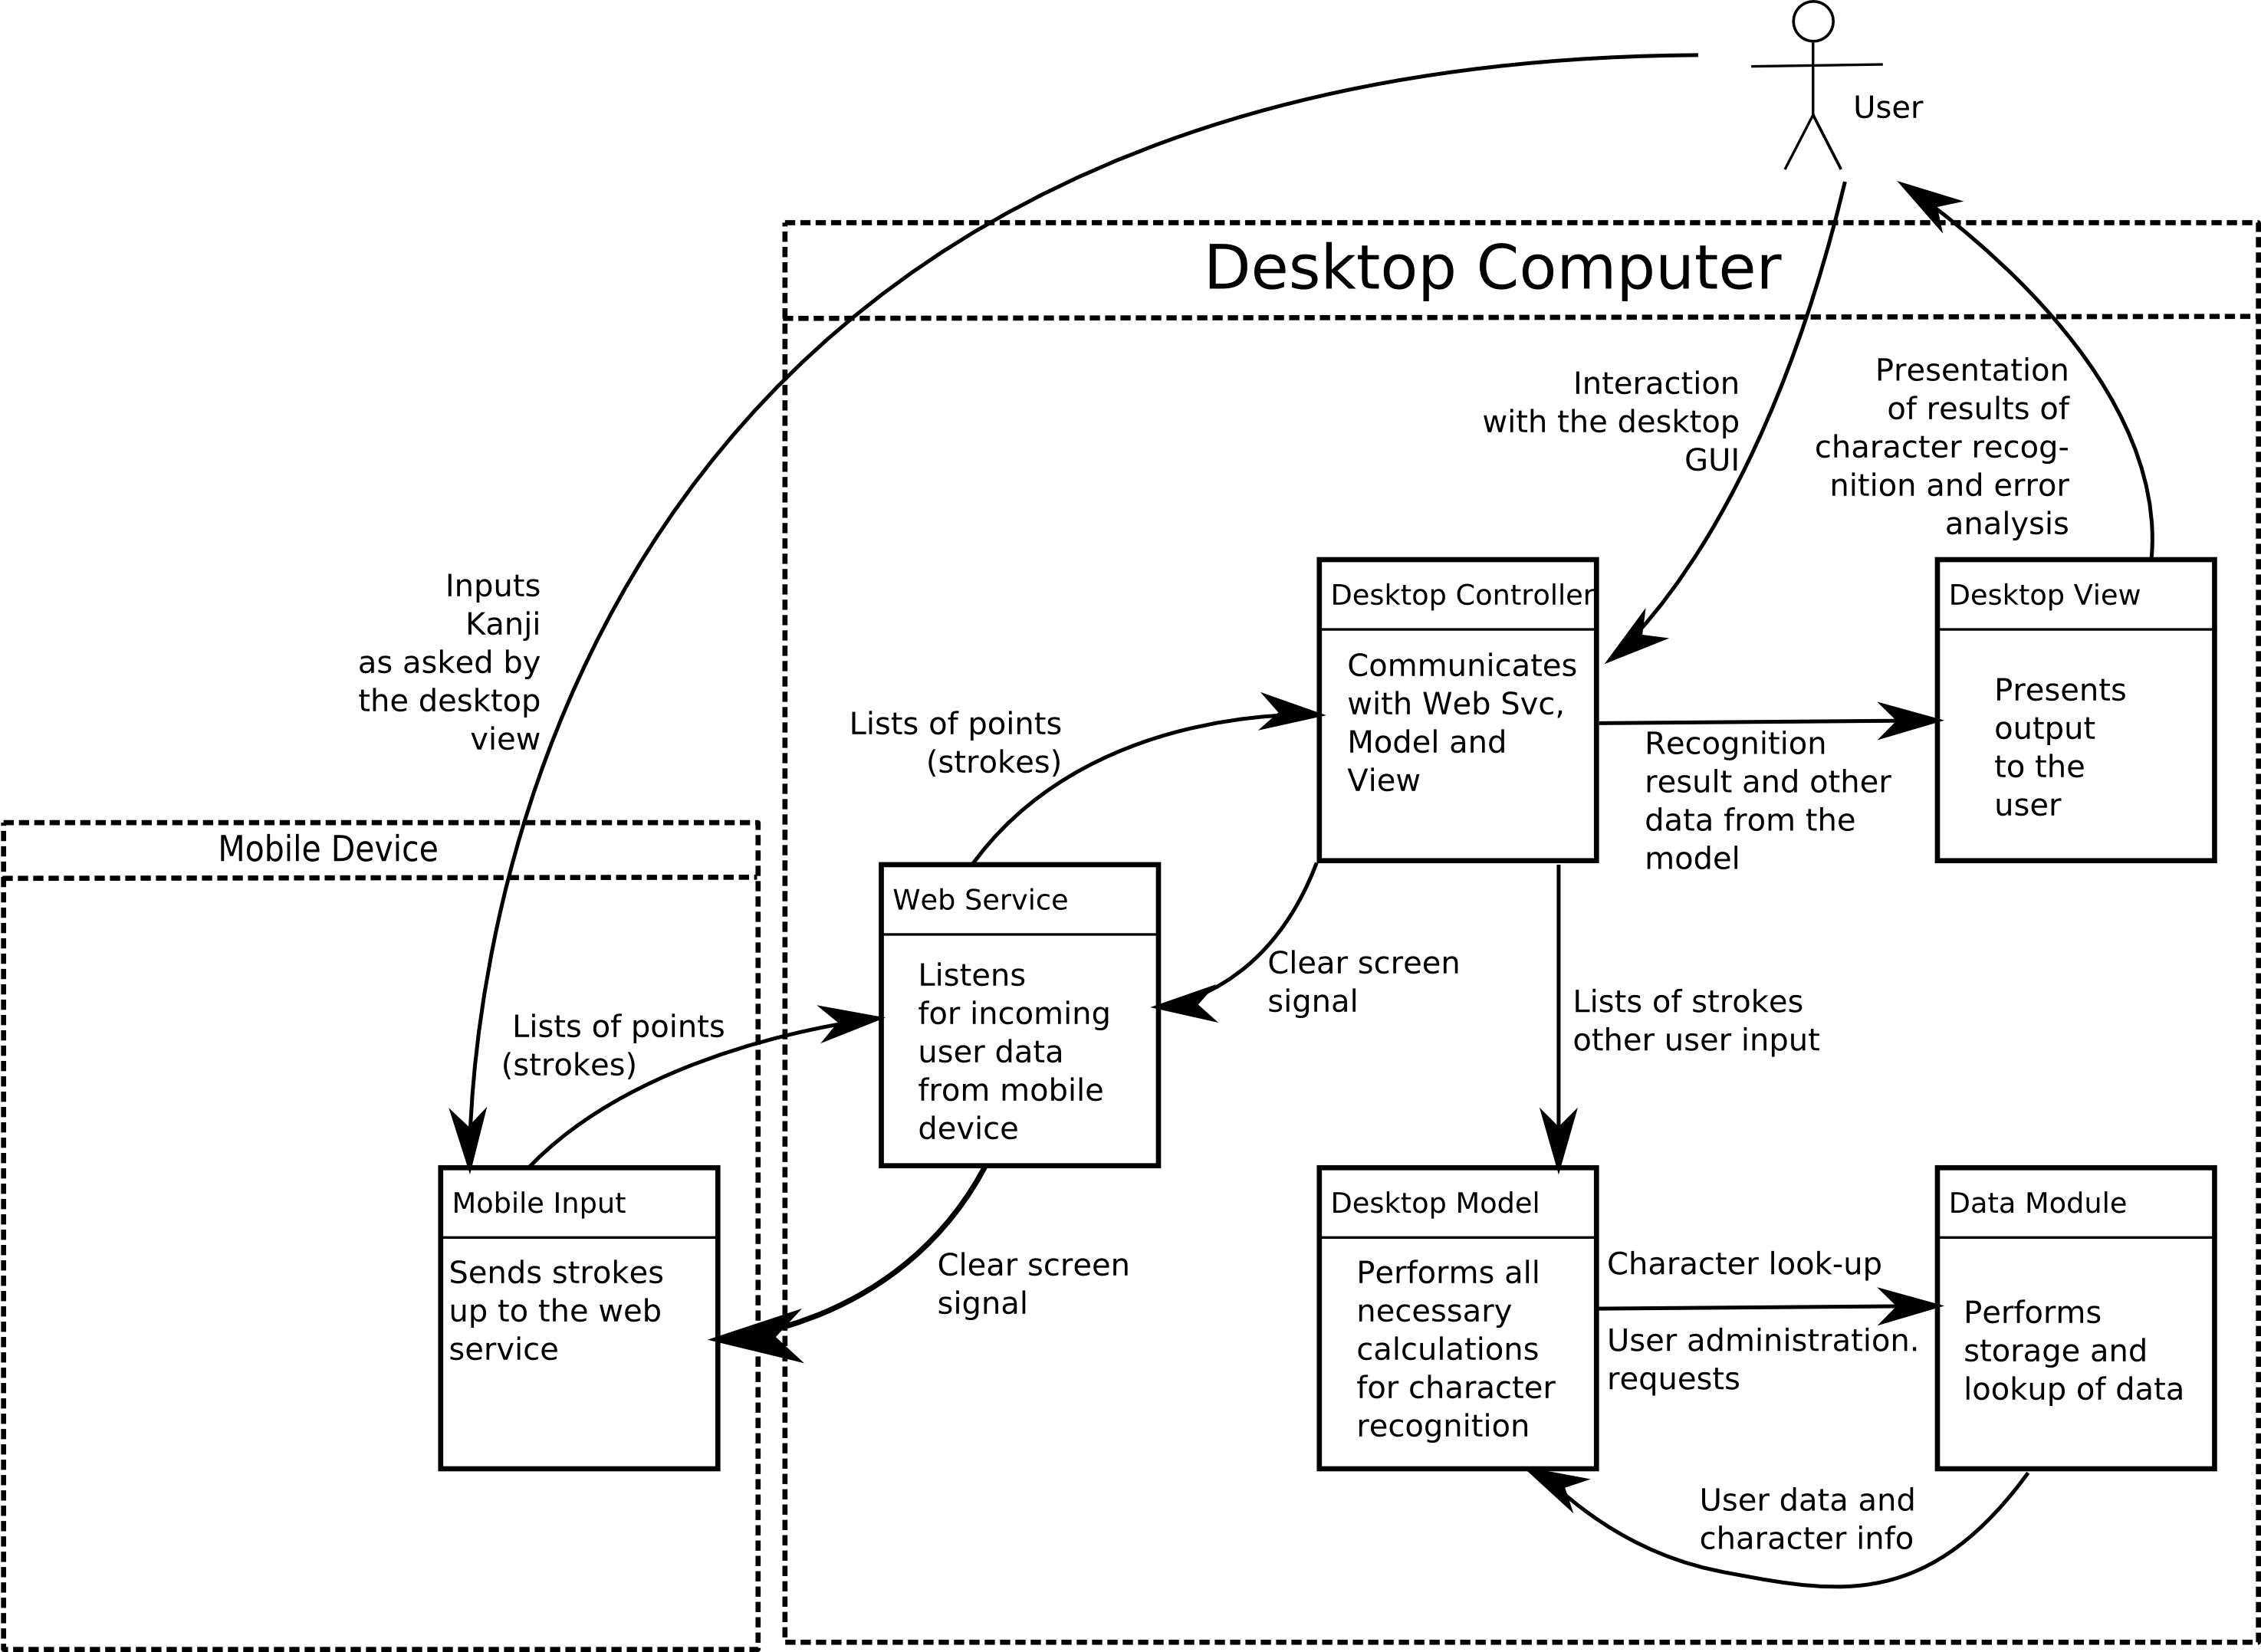 User
Desktop Computer
Interaction
with the desktop
GUI
Presentation
of results of
character recog-
nition and error
analysis
Inputs
Kanji
as asked by
the desktop
view
Desktop Controller
Communicates
with Web Svc,
Model and
View
Desktop View
Presents
output
to the
user
Lists of points
(strokes)
Recognition
result and other
data from the
model
Mobile Device
Web Service
Listens
for incoming
user data
from mobile
device
Clear screen
signal
Lists of strokes
other user input
Lists of points
(strokes)
Mobile Input
Sends strokes
up to the web
service
Clear screen
signal
Desktop Model
Performs all
necessary
calculations
for character
recognition
Character look-up
User administration.
requests
Data Module
Performs
storage and
lookup of data
User data and
character info